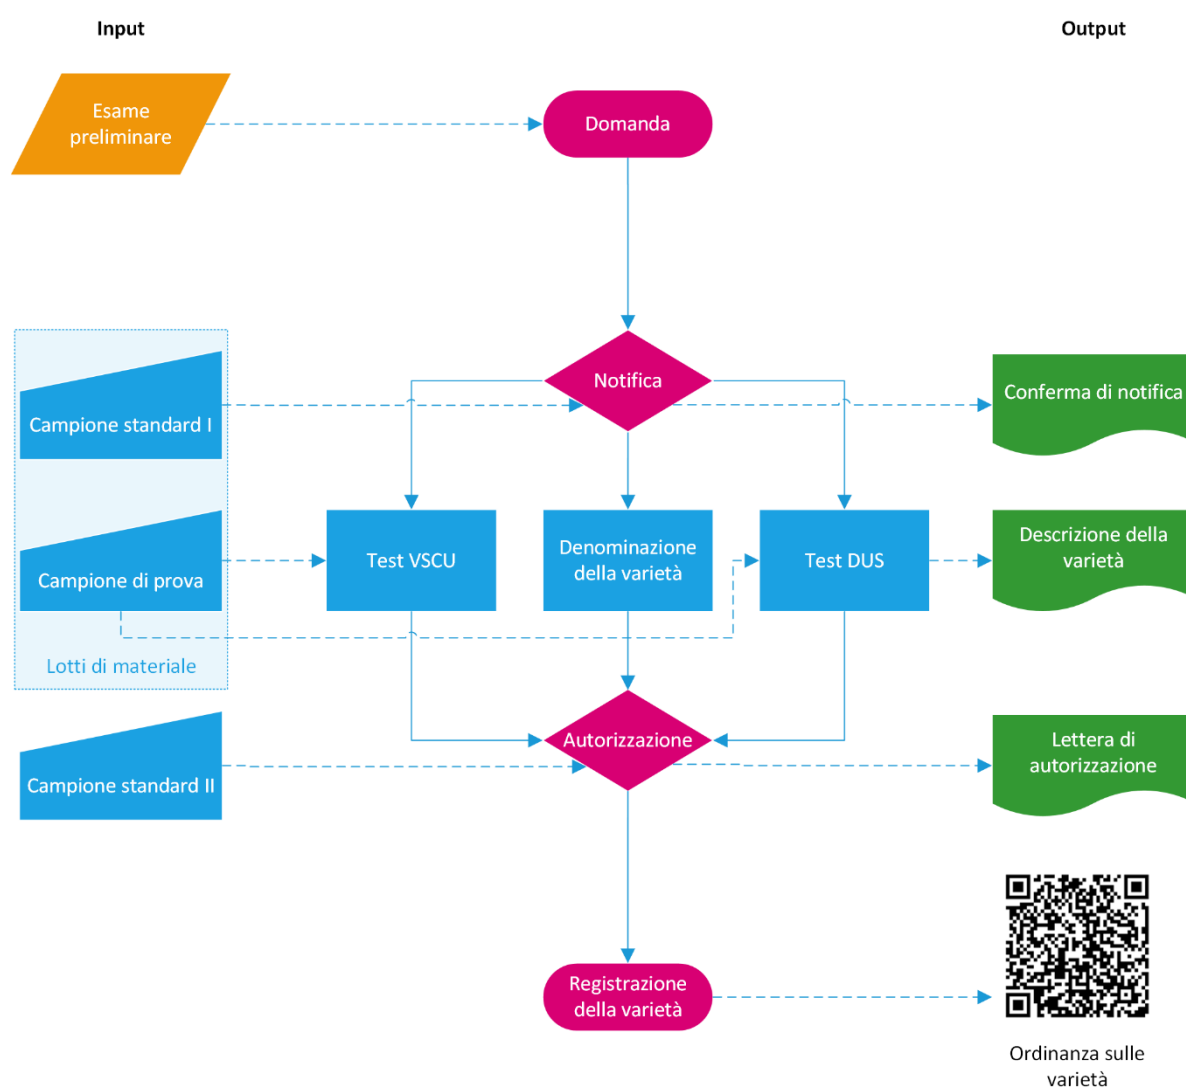 Input
Output
Esame
preliminare
Domanda
Notifica
Campione standard I
Conferma di notifica
Campione di prova
Test VSCU
Denominazione
della varietà
Test DUS
Descrizione della
varietà
Lotti di materiale
Campione standard II
Autorizzazione
Lettera di
autorizzazione
Registrazione
della varietà
Ordinanza sulle
varietà